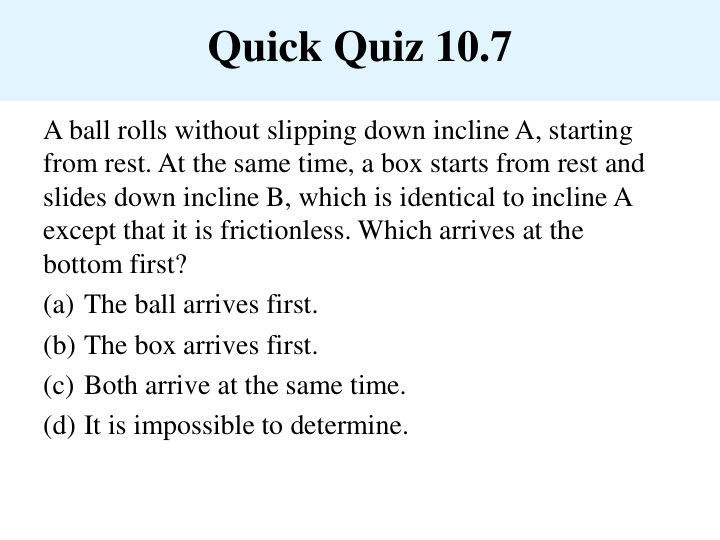 Quick Quiz 10.7
A ball rolls without slipping down incline A, starting
from rest. At the same time, a box starts from rest and
slides down incline B, which is identical to incline A
except that it is frictionless. Which arrives at the
bottom first?
(a) The ball arrives first.
(b) The box arrives first.
(c) Both arrive at the same time.
(d) It is impossible to determine.